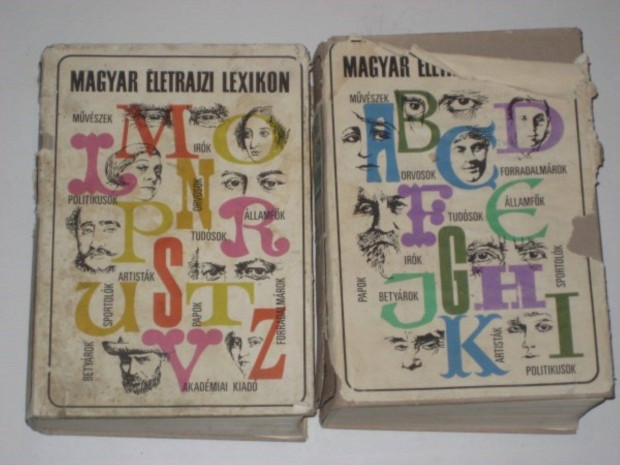 MAGYAR ÉLETRAJZI LEXIKON
MŰVÉSZEK
M
O
ÍRÓK
L
N
POLITIKUSOK
ORVOSOK
P
R
ÁLLAMFŐK
TUDÓSOK
ARTISTÁK
S
U
T
SPORTOLÓK
PAPOK
FORRADALMÁROK
Z
V
BETYÁROK
AKADÉMIAI KIADÓ
MAGYAR ÉLET
MŰVÉSZEK
A
B
C
D
ORVOSOK
FORRADALMÁROK
F
E
TUDÓSOK
ÁLLAMFŐK
ÍRÓK
PAPOK
BETYÁROK
J
G
H
SPORTOLÓK
K
I
ARTISTÁK
POLITIKUSOK